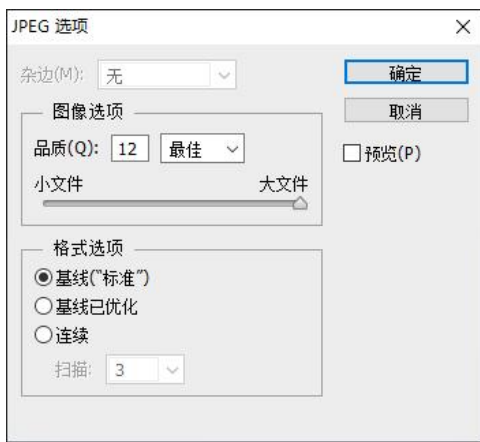 JPEG 选项
杂边(M): 无
确定
图像选项
取消
品质(Q): 12 最佳
预览(P)
小文件 大文件
格式选项
基线("标准")
基线已优化
连续
扫描: 3